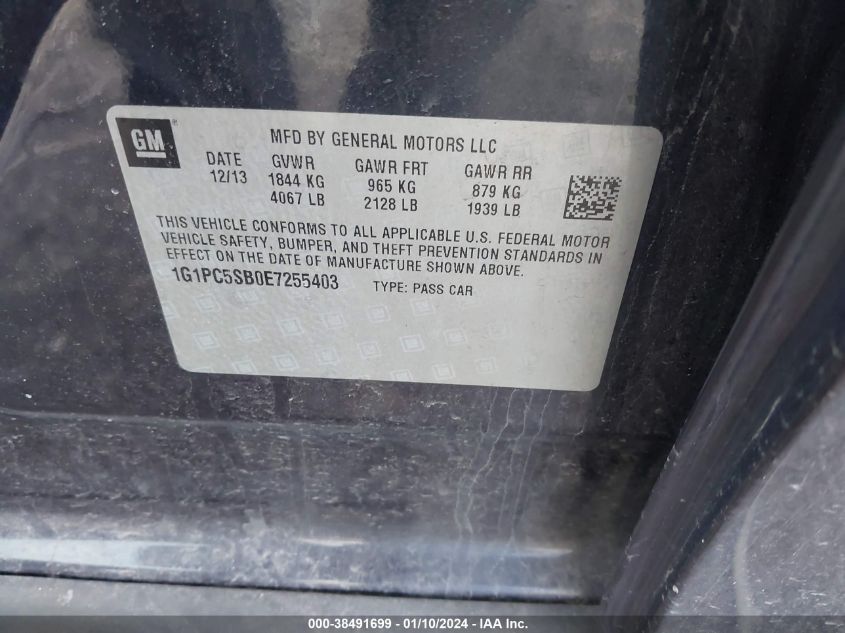 GM
MFD BY GENERAL MOTORS LLC
DATE GVWR GAWR FRT GAWR RR
12/13 1844 KG 965 KG 879 KG
4067 LB 2128 LB 1939 LB
THIS VEHICLE CONFORMS TO ALL APPLICABLE U.S. FEDERAL MOTOR
VEHICLE SAFETY, BUMPER, AND THEFT PREVENTION STANDARDS IN
EFFECT ON THE DATE OF MANUFACTURE SHOWN ABOVE.
1G1PC5SB0E7255403 TYPE: PASS CAR
000-38491699 - 01/10/2024 - IAA Inc.